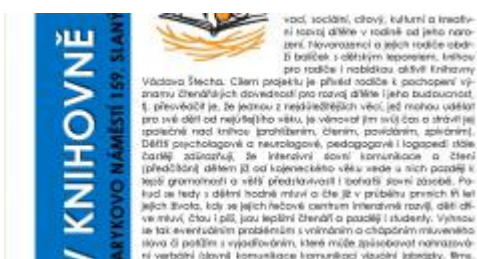 V KNIHOVNĚ
ARYKOVO NÁMĚSTÍ 159, SLANÝ
vací, sociální, citový, kulturní a kreativ-
ní rozvoj dítěte v rodině od jeho naro-
zení. Novorozenci a jejich rodiče obdr-
ží balíček s dětským leporelem, knihou
pro rodiče i nabídkou aktivit Knihovny
Václava Štecha. Cílem projektu je přivést rodiče k pochopení vý-
znamu čtenářských dovedností pro rozvoj dítěte i jeho budoucnost,
tj. přesvědčit je, že jednou z nejdůležitějších věcí, jež mohou udělat
pro své děti od nejútlejšího věku, je věnovat jim svůj čas a strávit jej
společně nad knihou (prohlížením, čtením, povídáním, zpíváním).
Dětští psychologové a neurologové, pedagogové i logopedi stále
častěji zdůrazňují, že intenzivní slovní komunikace a čtení
(předčítání) dětem již od kojeneckého věku vede u nich později k
lepší gramotnosti a větší představivosti i bohatší slovní zásobě. Po-
kud se tedy s dětmi hodně mluví a čte již v průběhu prvních tří let
jejich života, kdy se jejich řečové centrum intenzivně rozvíjí, děti dří-
ve mluví, čtou i píší, jsou lepšími čtenáři a později i studenty. Vyhnou
se tak eventuálním problémům s vnímáním a chápáním mluveného
slova či potížím s vyjadřováním, které může způsobovat nahrazová-
ní verbální (slovní) komunikace komunikací vizuální (obrázky, filmy,